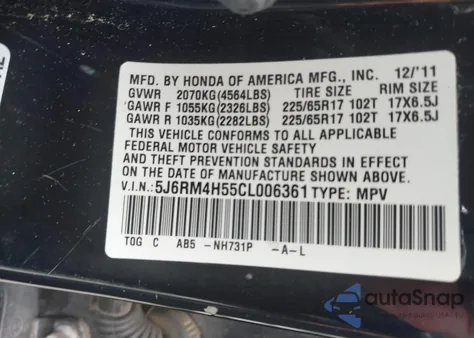 MFD. BY HONDA OF AMERICA MFG., INC. 12/'11
GVWR 2070KG(4564LBS) TIRE SIZE RIM SIZE
GAWR F 1055KG(2326LBS) 225/65R17 102T 17X6.5J
GAWR R 1035KG(2282LBS) 225/65R17 102T 17X6.5J
THIS VEHICLE CONFORMS TO ALL APPLICABLE
FEDERAL MOTOR VEHICLE SAFETY
AND THEFT PREVENTION STANDARDS IN EFFECT
ON THE DATE OF MANUFACTURE SHOWN ABOVE.
V.I.N.:5J6RM4H55CL006361 TYPE: MPV
TOG C AB5 -NH731P -A-L
autoSnap